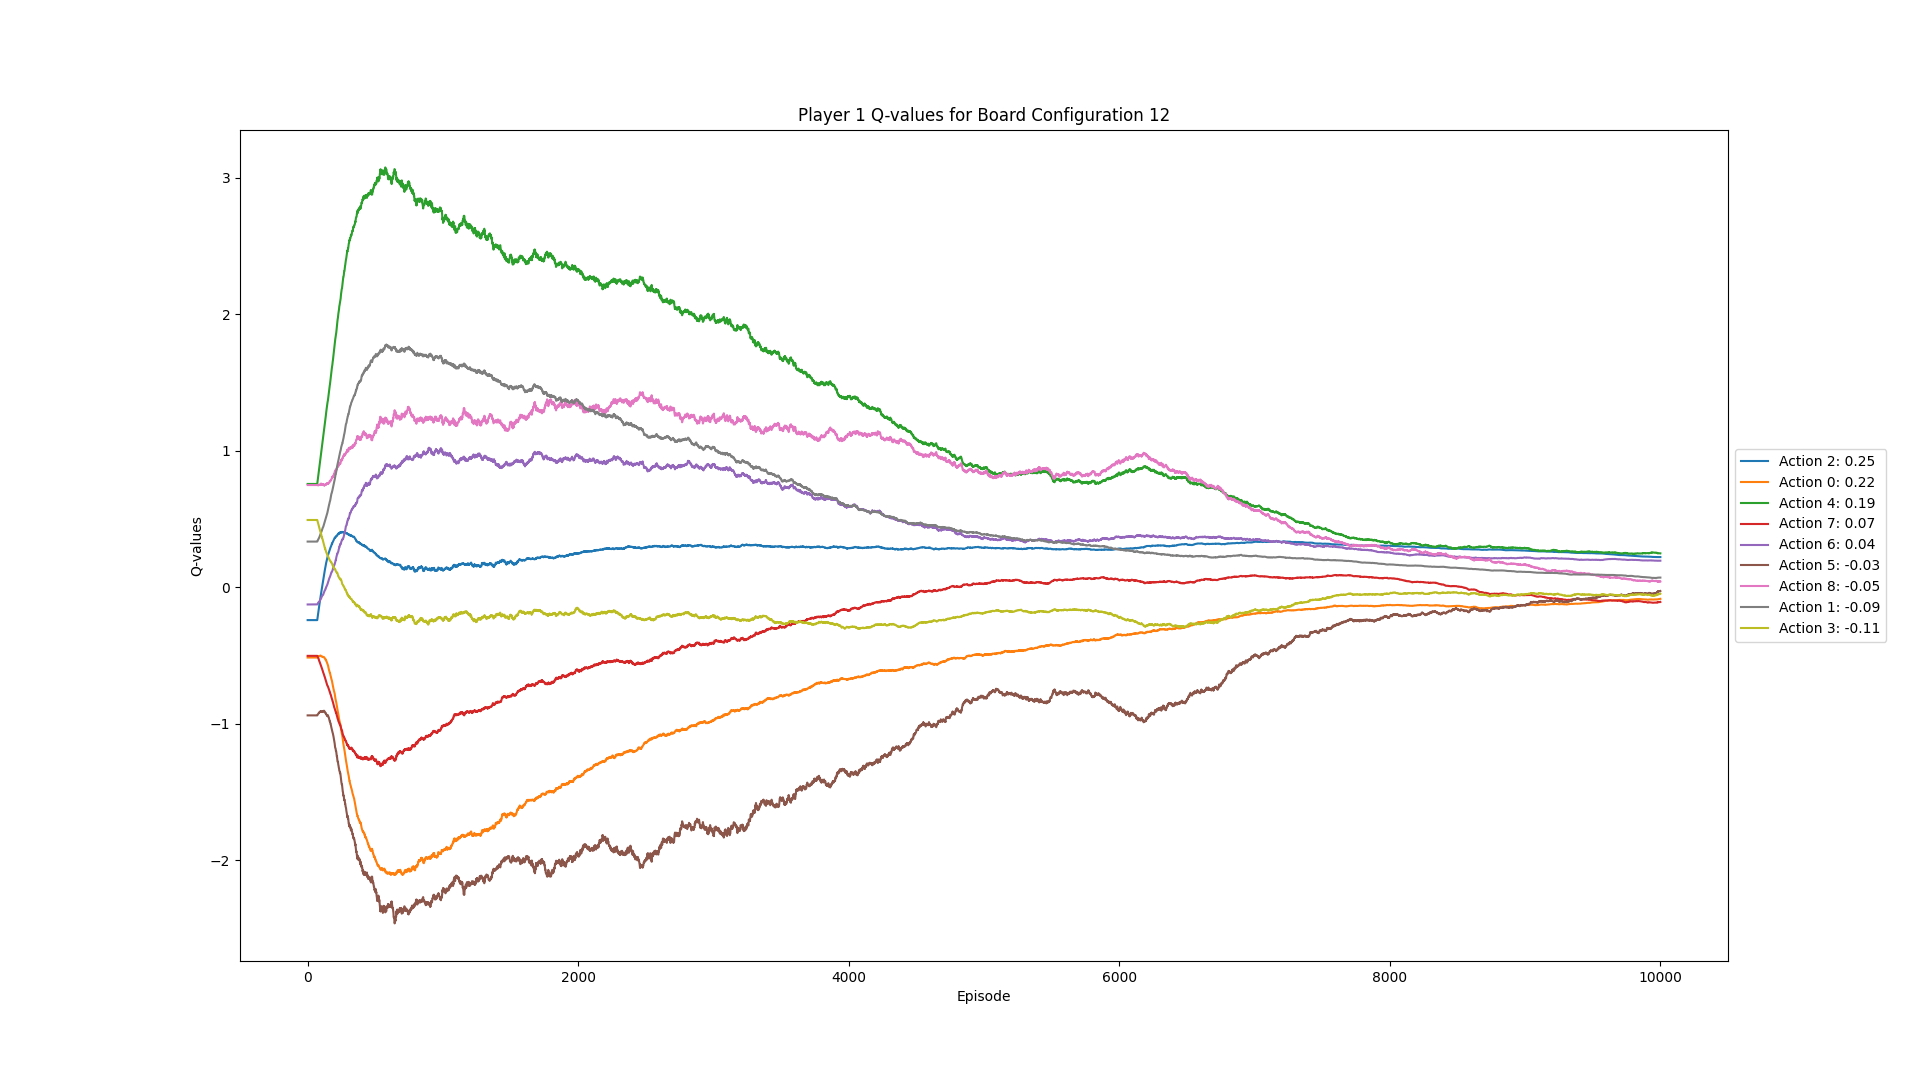 Player 1 Q-values for Board Configuration 12
3
2
1
0
−1
−2
Q-values
0 2000 4000 6000 8000 10000
Episode
Action 2: 0.25
Action 0: 0.22
Action 4: 0.19
Action 7: 0.07
Action 6: 0.04
Action 5: -0.03
Action 8: -0.05
Action 1: -0.09
Action 3: -0.11